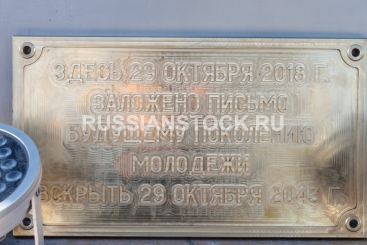 ЗДЕСЬ 29 ОКТЯБРЯ 2018 Г.
ЗАЛОЖЕНО ПИСЬМО
RUSSIANSTOCK.RU
БУДУЩЕМУ ПОКОЛЕНИЮ
МОЛОДЕЖИ
ВСКРЫТЬ 29 ОКТЯБРЯ 2043 Г.